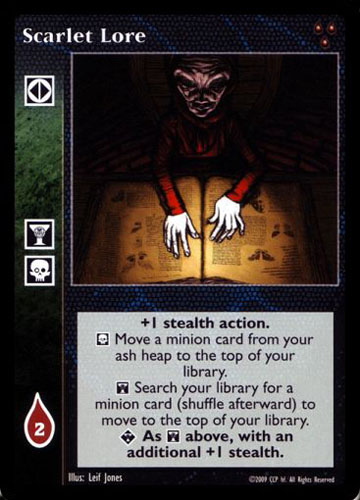 Scarlet Lore
+1 stealth action.
Move a minion card from your
ash heap to the top of your
library.
Search your library for a
minion card (shuffle afterward) to
move to the top of your library.
As above, with an
additional +1 stealth.
2
Illus: Leif Jones
©2009 CCP hf. All Rights Reserved